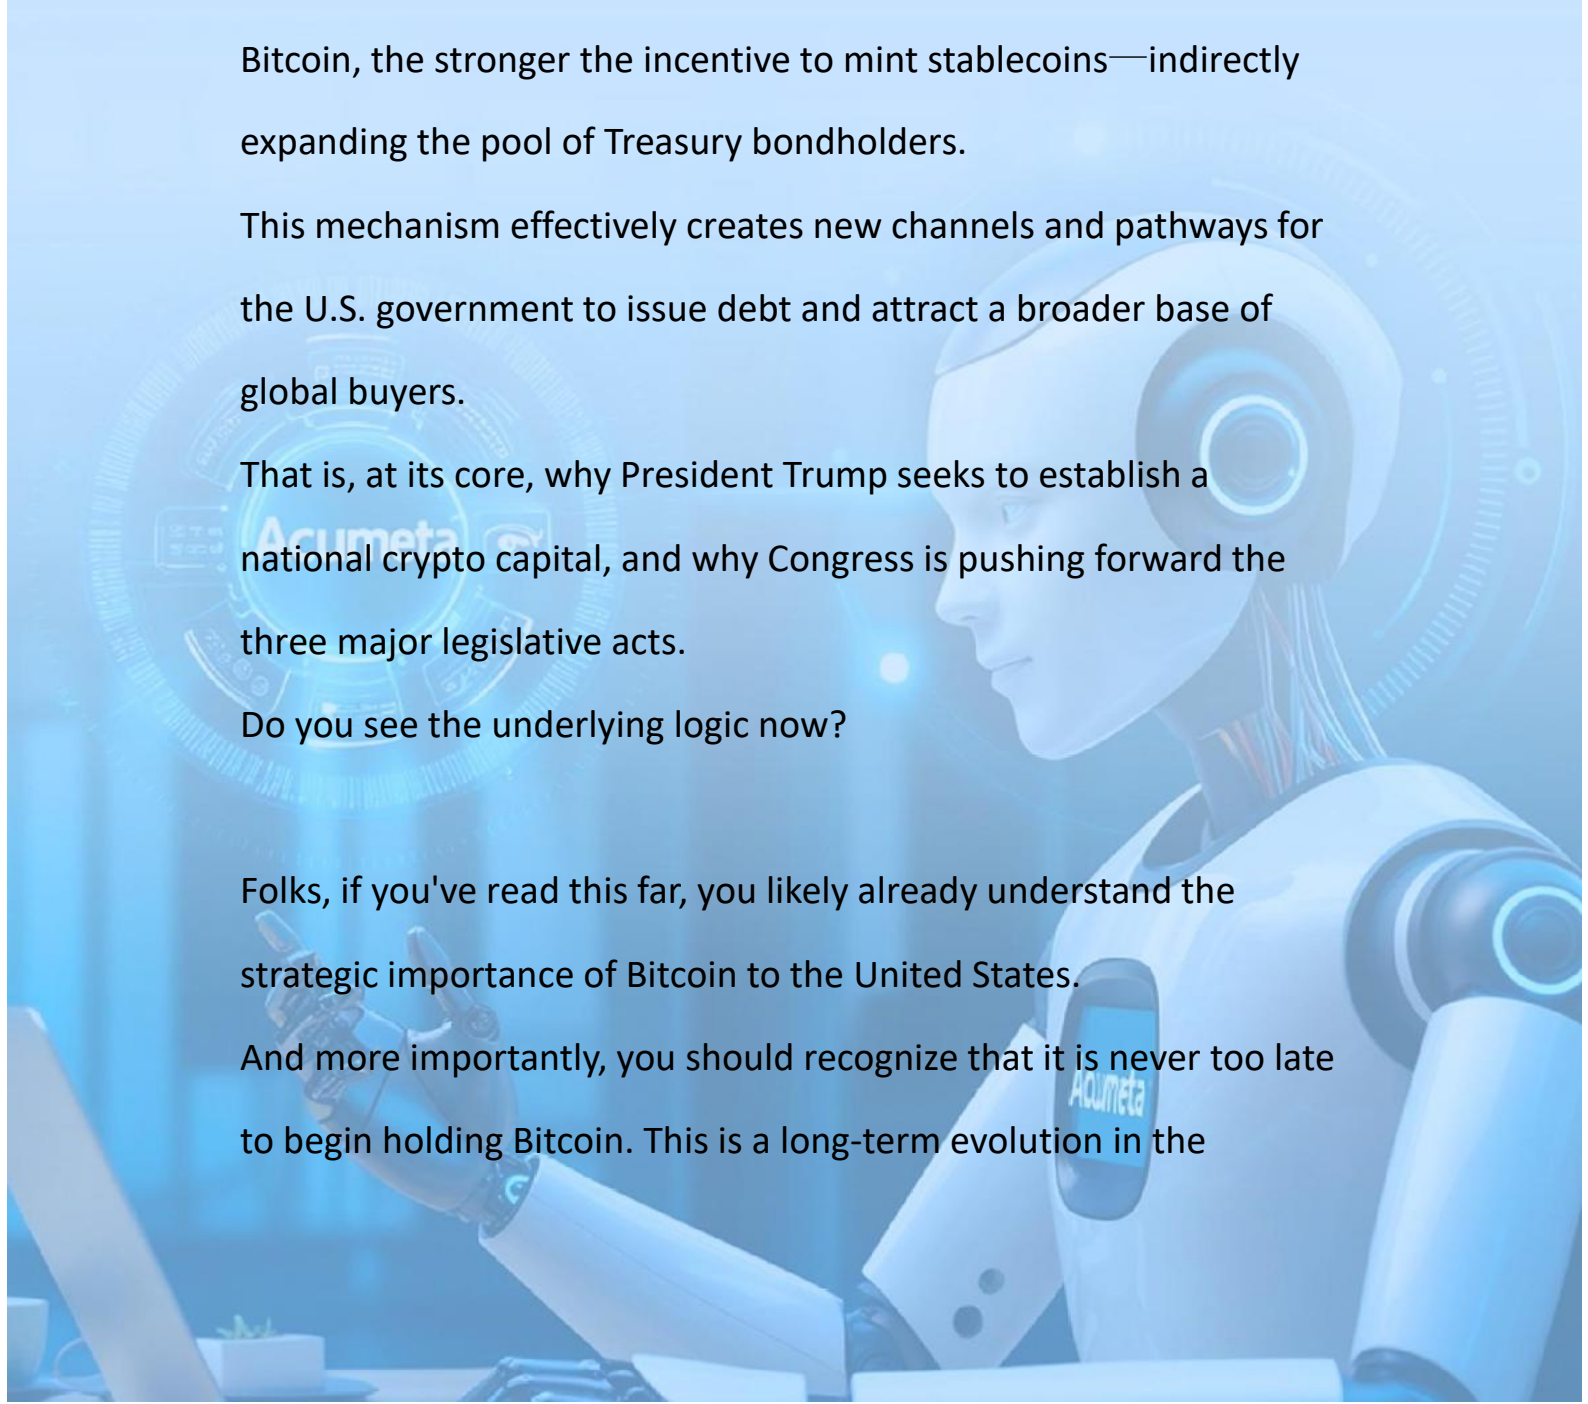 Bitcoin, the stronger the incentive to mint stablecoins—indirectly
expanding the pool of Treasury bondholders.
This mechanism effectively creates new channels and pathways for
the U.S. government to issue debt and attract a broader base of
global buyers.
That is, at its core, why President Trump seeks to establish a
Acumeta
national crypto capital, and why Congress is pushing forward the
three major legislative acts.
Do you see the underlying logic now?
Folks, if you've read this far, you likely already understand the
strategic importance of Bitcoin to the United States.
And more importantly, you should recognize that it is never too late
Acumeta
to begin holding Bitcoin. This is a long-term evolution in the